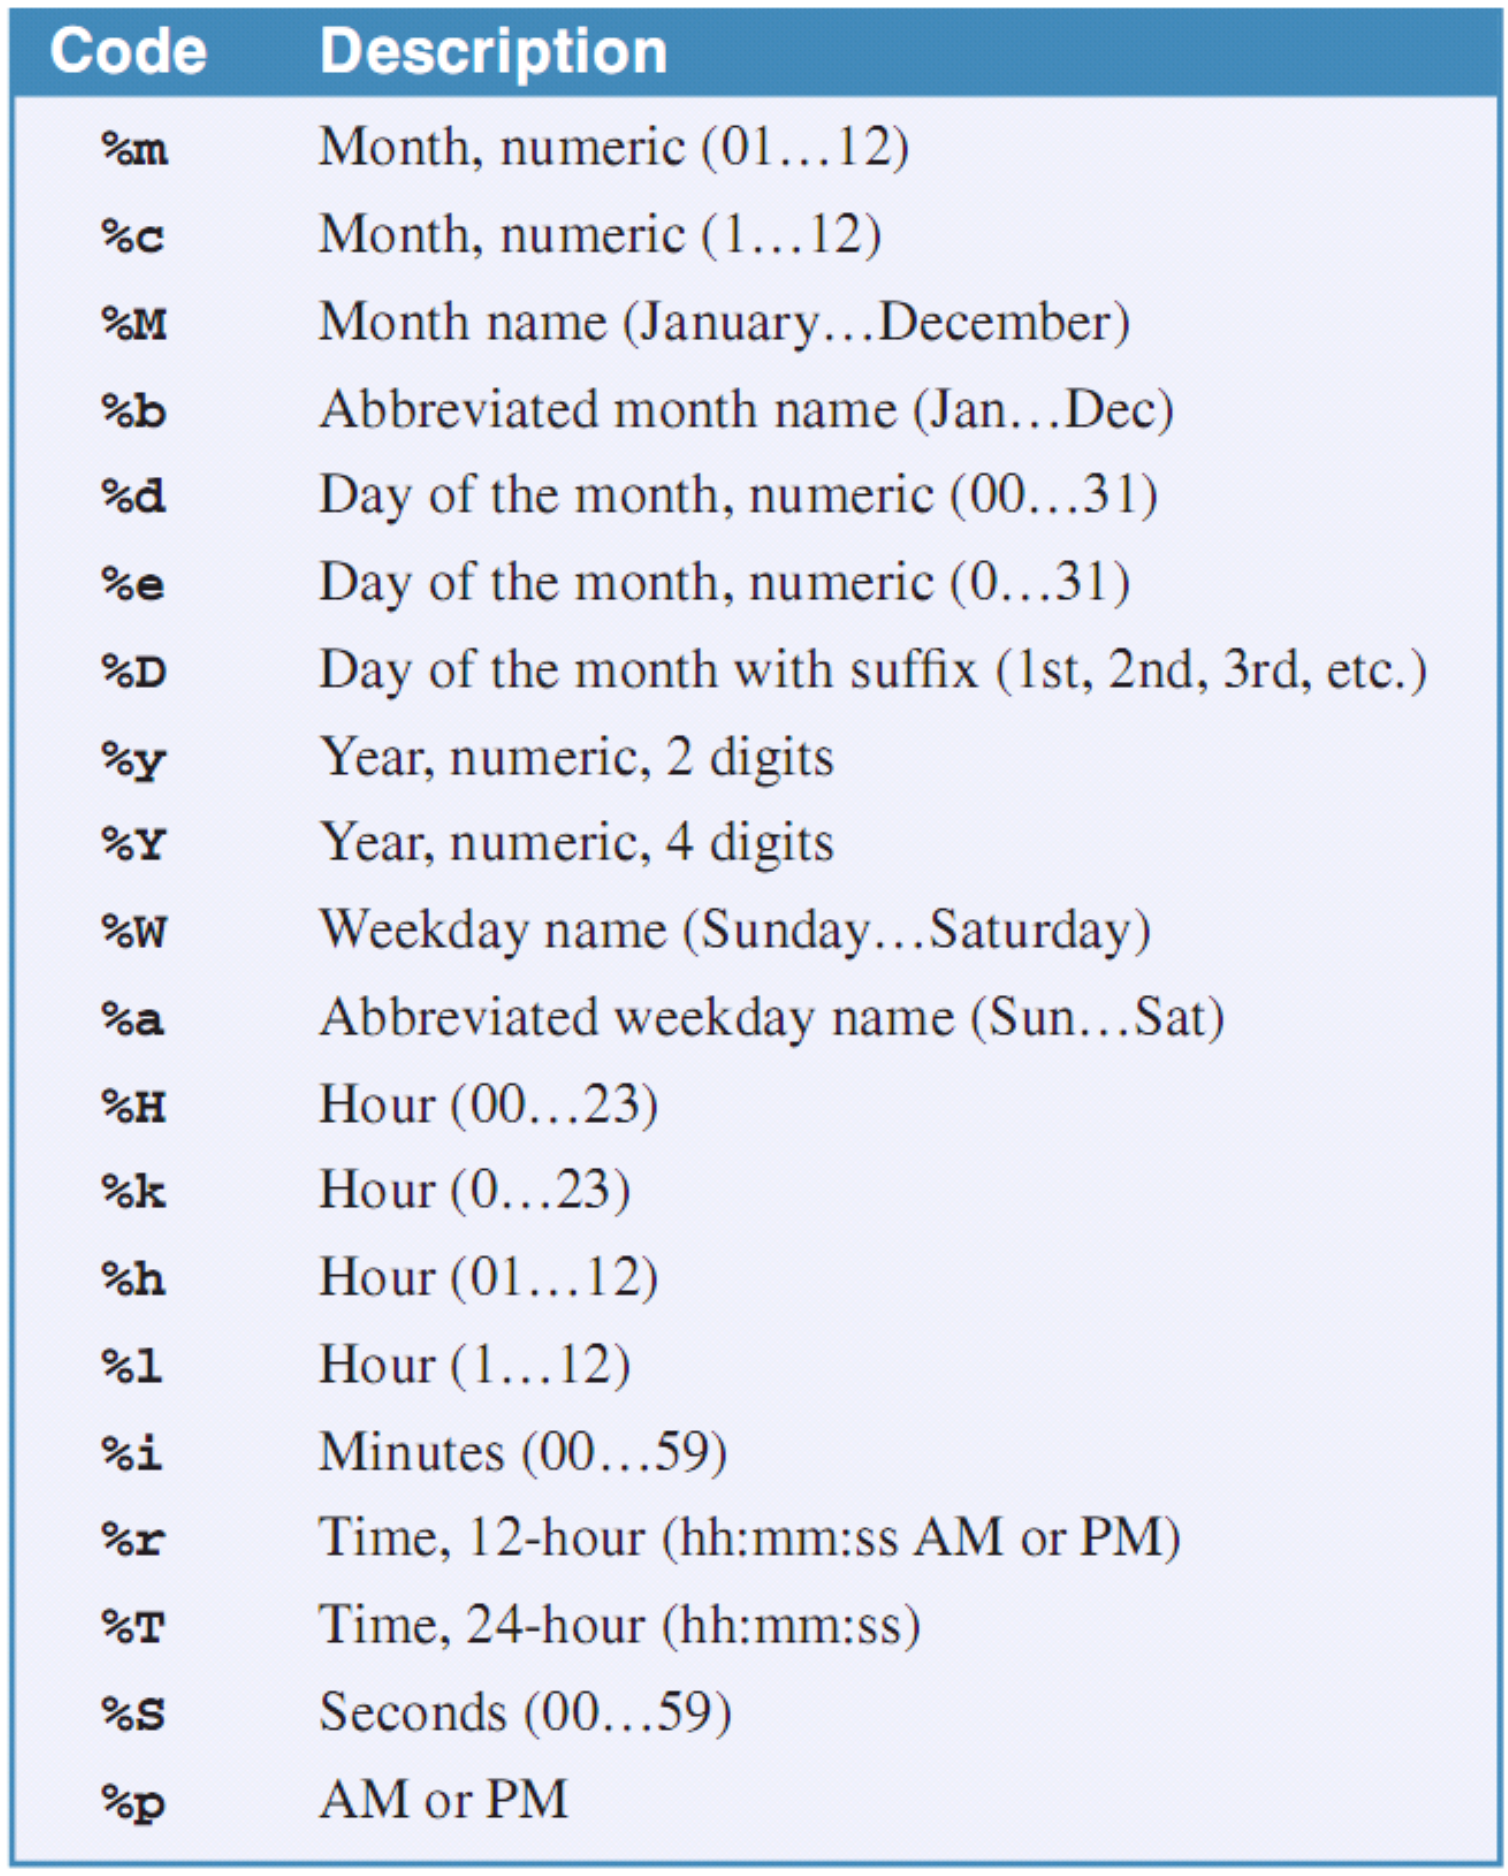 Code Description
%m Month, numeric (01…12)
%c Month, numeric (1…12)
%M Month name (January…December)
%b Abbreviated month name (Jan…Dec)
%d Day of the month, numeric (00…31)
%e Day of the month, numeric (0…31)
%D Day of the month with suffix (1st, 2nd, 3rd, etc.)
%y Year, numeric, 2 digits
%Y Year, numeric, 4 digits
%W Weekday name (Sunday…Saturday)
%a Abbreviated weekday name (Sun…Sat)
%H Hour (00…23)
%k Hour (0…23)
%h Hour (01…12)
%l Hour (1…12)
%i Minutes (00…59)
%r Time, 12-hour (hh:mm:ss AM or PM)
%T Time, 24-hour (hh:mm:ss)
%S Seconds (00…59)
%p AM or PM